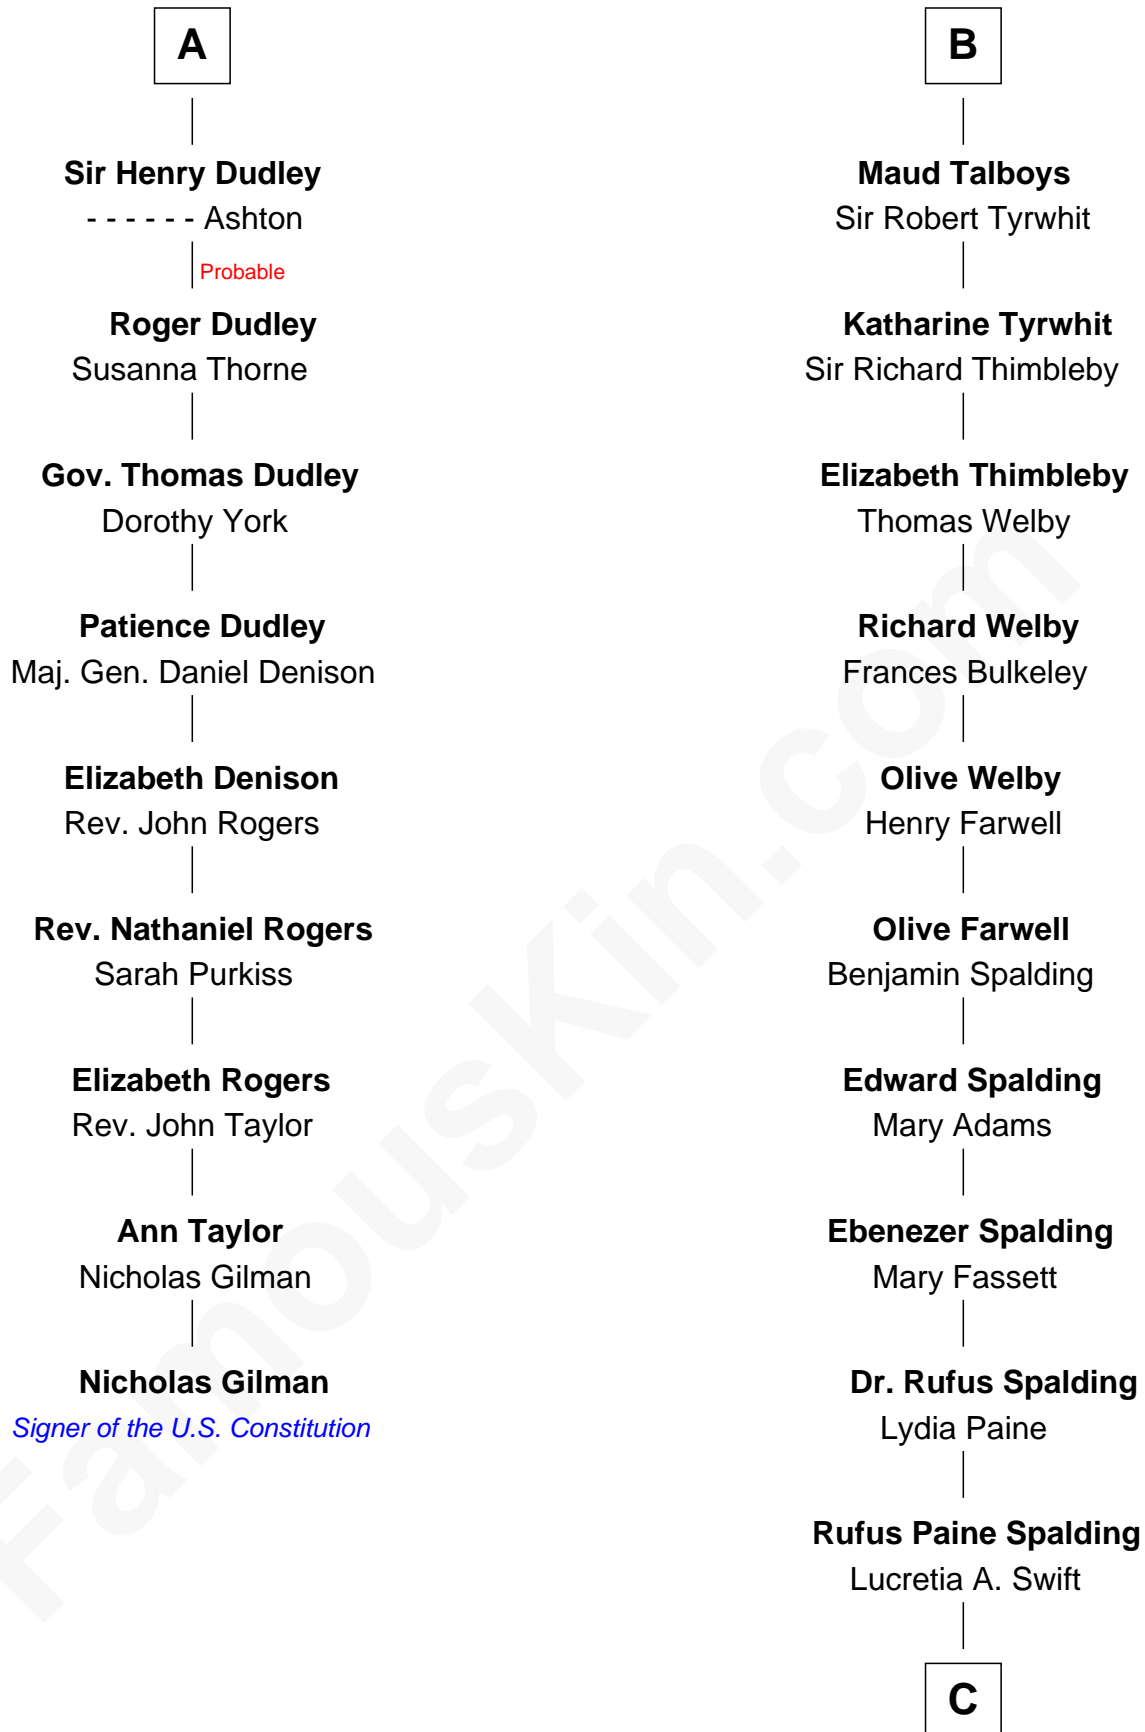 A
Sir Henry Dudley
- - - - - - Ashton
Probable
Roger Dudley
Susanna Thorne
Gov. Thomas Dudley
Dorothy York
Patience Dudley
Maj. Gen. Daniel Denison
Elizabeth Denison
Rev. John Rogers
Rev. Nathaniel Rogers
Sarah Purkiss
Elizabeth Rogers
Rev. John Taylor
Ann Taylor
Nicholas Gilman
Nicholas Gilman
Signer of the U.S. Constitution
B
Maud Talboys
Sir Robert Tyrwhit
Katharine Tyrwhit
Sir Richard Thimbleby
Elizabeth Thimbleby
Thomas Welby
Richard Welby
Frances Bulkeley
Olive Welby
Henry Farwell
Olive Farwell
Benjamin Spalding
Edward Spalding
Mary Adams
Ebenezer Spalding
Mary Fassett
Dr. Rufus Spalding
Lydia Paine
Rufus Paine Spalding
Lucretia A. Swift
C
FamousKin.com